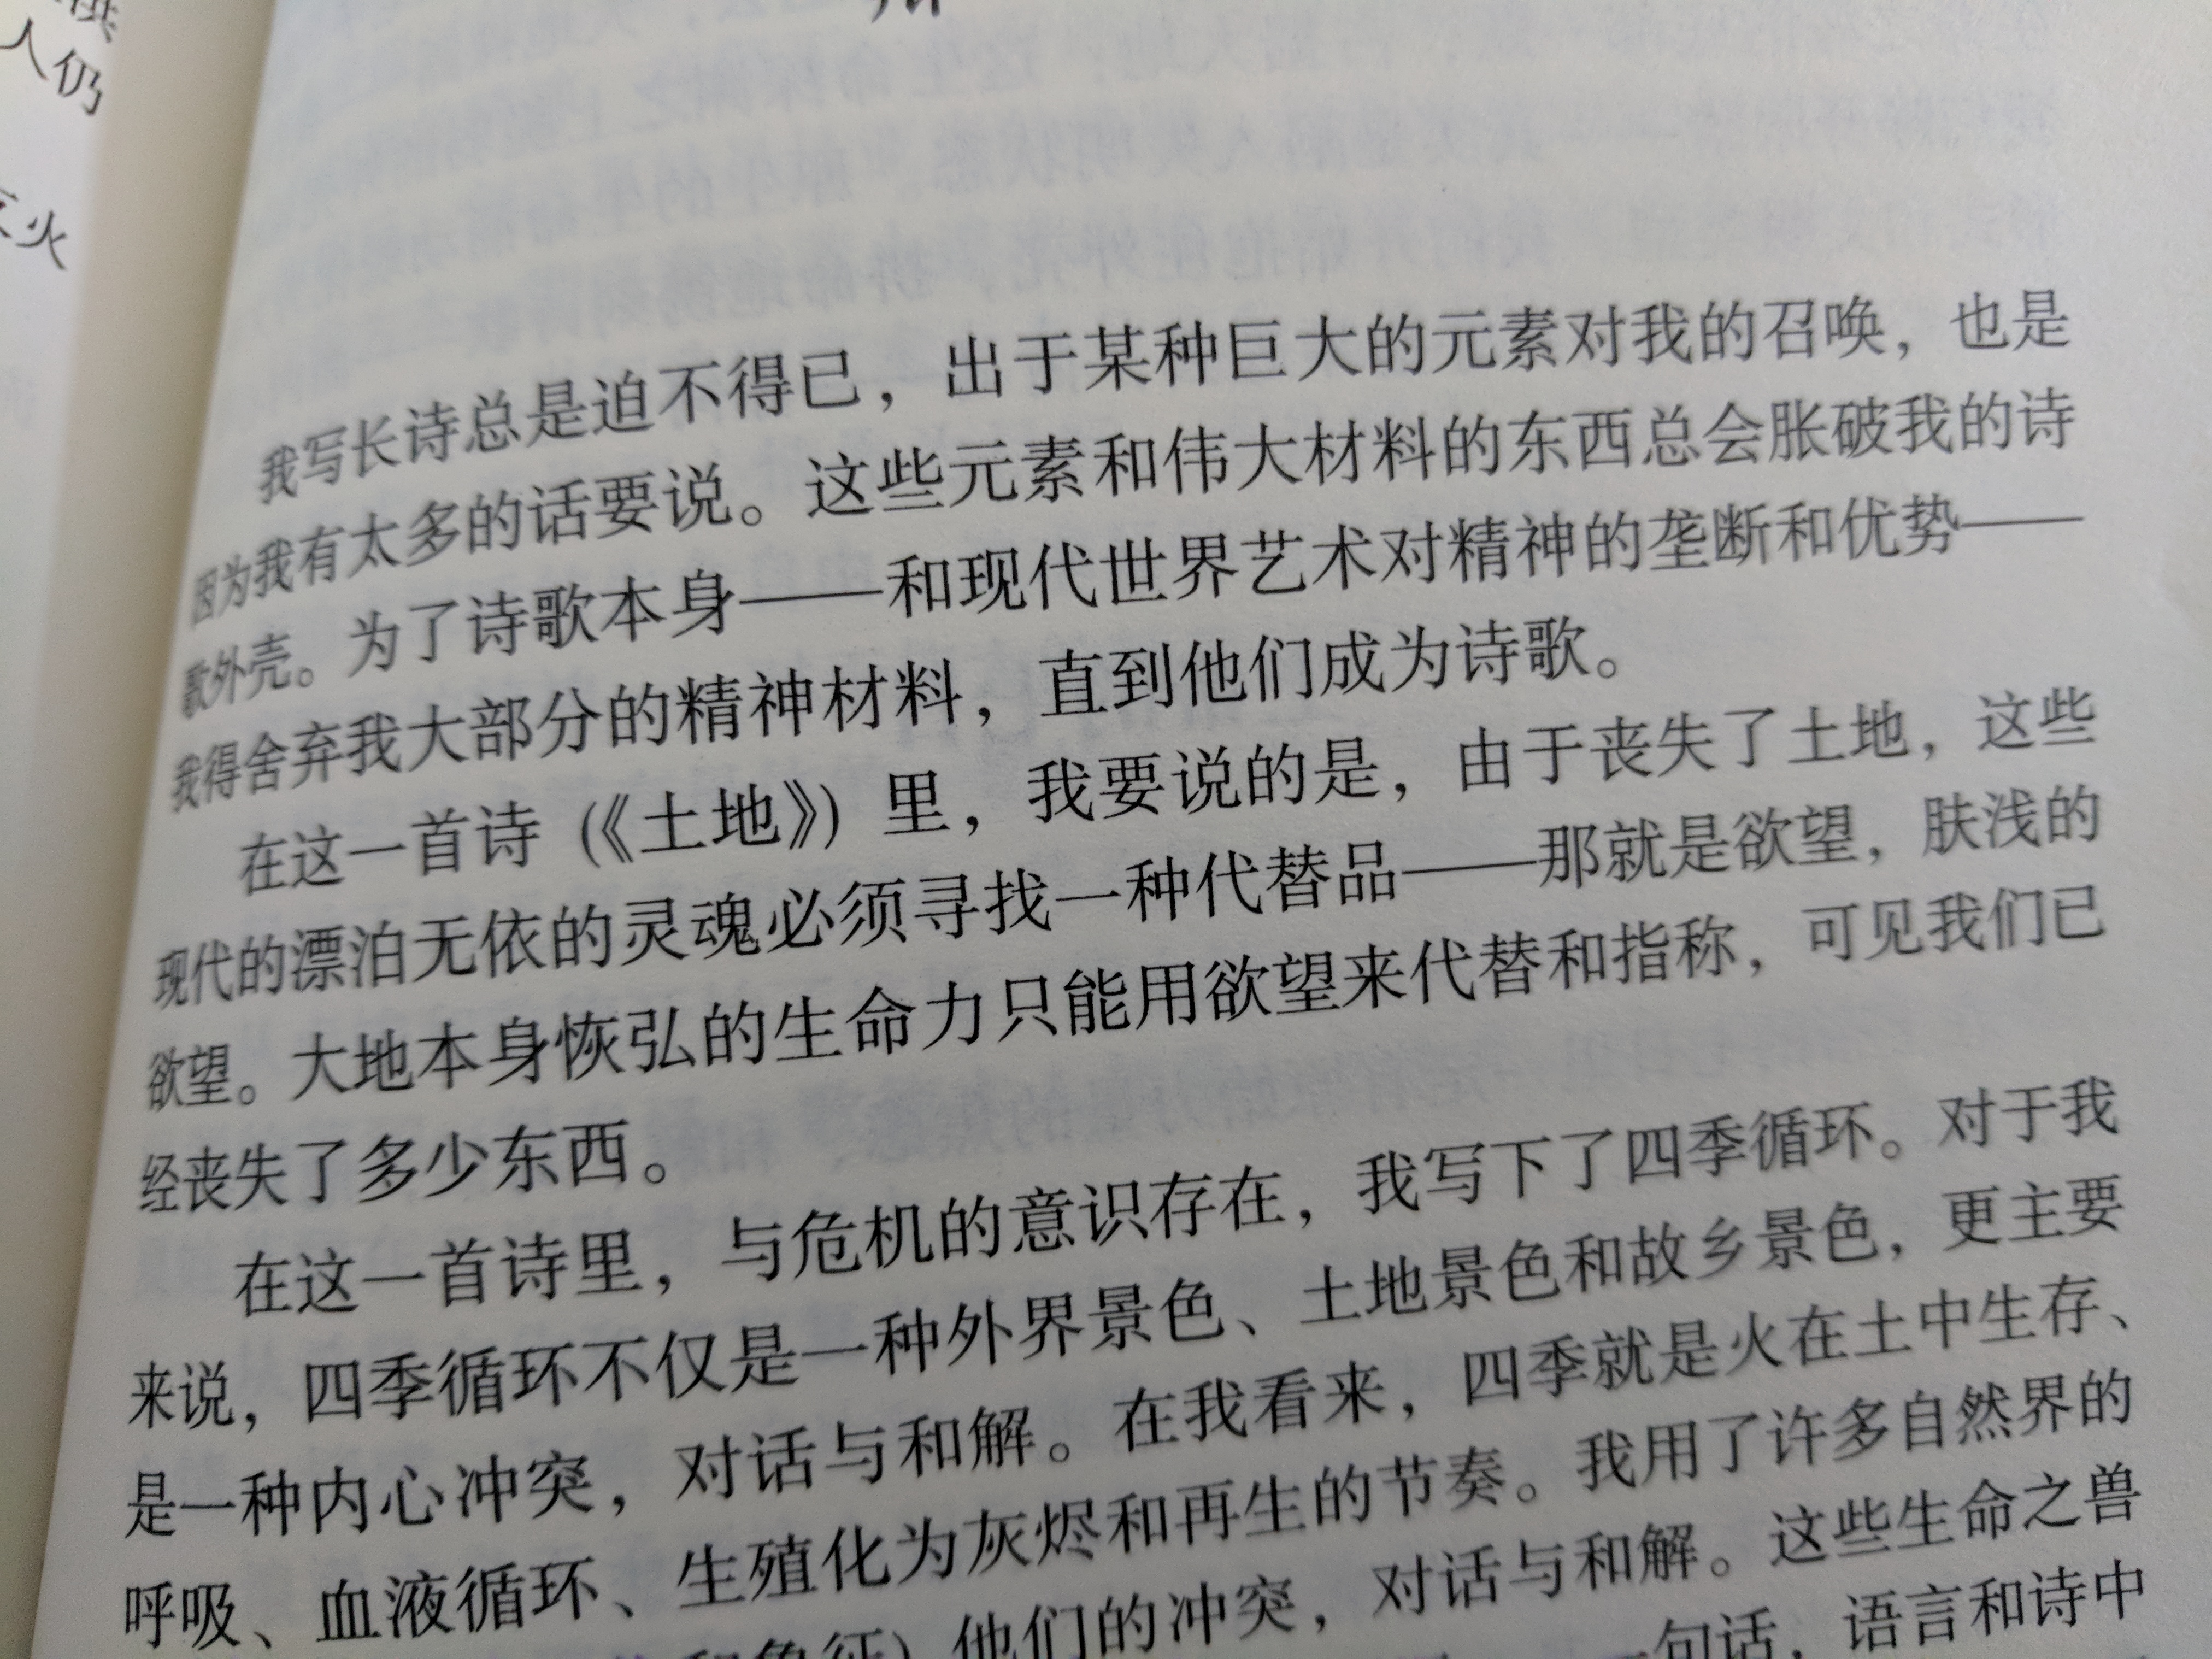 人仍
火
我写长诗总是迫不得已，出于某种巨大的元素对我的召唤，也是
因为我有太多的话要说。这些元素和伟大材料的东西总会胀破我的诗
歌外壳。为了诗歌本身——和现代世界艺术对精神的垄断和优势——
我得舍弃我大部分的精神材料，直到他们成为诗歌。
在这一首诗（《土地》）里，我要说的是，由于丧失了土地，这些
现代的漂泊无依的灵魂必须寻找一种代替品——那就是欲望，肤浅的
欲望。大地本身恢弘的生命力只能用欲望来代替和指称，可见我们已
经丧失了多少东西。
在这一首诗里，与危机的意识存在，我写下了四季循环。对于我
来说，四季循环不仅是一种外界景色、土地景色和故乡景色，更主要
是一种内心冲突，对话与和解。在我看来，四季就是火在土中生存、
呼吸、血液循环、生殖化为灰烬和再生的节奏。我用了许多自然界的
和象征）他们的冲突，对话与和解。这些生命之兽
一句话，语言和诗中